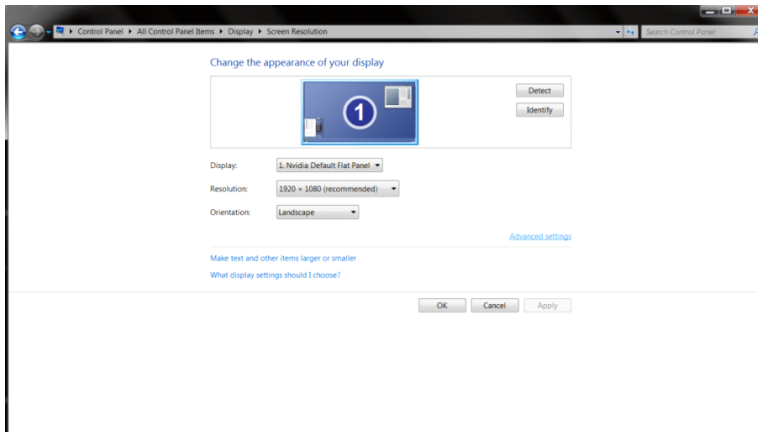 Control Panel ▸ All Control Panel Items ▸ Display ▸ Screen Resolution
Search Control Panel
Change the appearance of your display
1
Detect
Identify
Display: 1. Nvidia Default Flat Panel
Resolution: 1920 × 1080 (recommended)
Orientation: Landscape
Advanced settings
Make text and other items larger or smaller
What display settings should I choose?
OK Cancel Apply